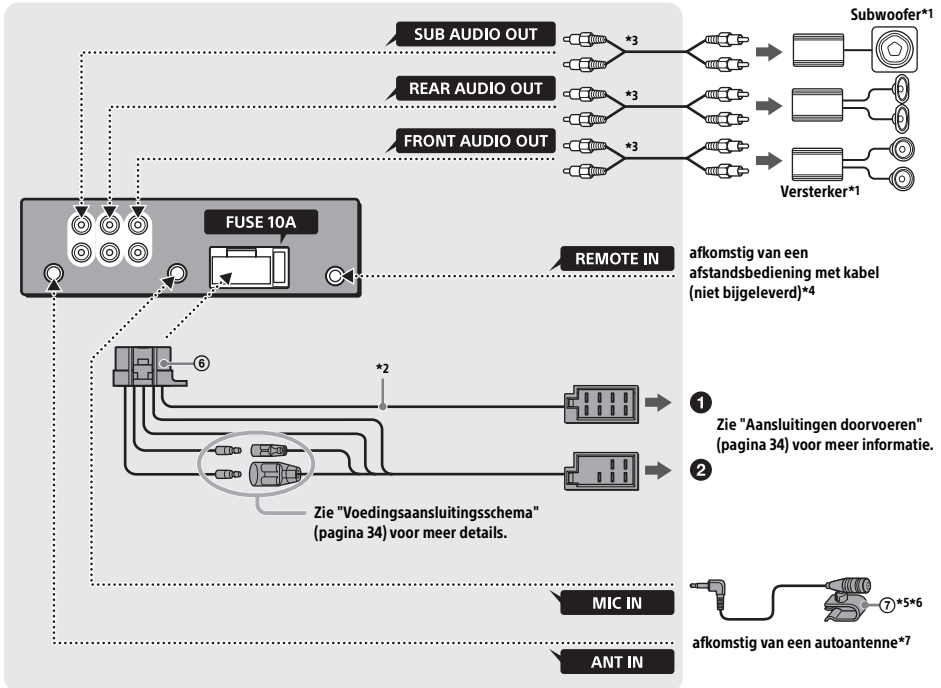 Subwoofer*1
SUB AUDIO OUT
*3
REAR AUDIO OUT
*3
FRONT AUDIO OUT
*3
Versterker*1
FUSE 10A
REMOTE IN
afkomstig van een
afstandsbediening met kabel
(niet bijgeleverd)*4
⑥
*2
❶
Zie "Aansluitingen doorvoeren"
(pagina 34) voor meer informatie.
❷
Zie "Voedingsaansluitingsschema"
(pagina 34) voor meer details.
MIC IN
⑦*5*6
afkomstig van een autoantenne*7
ANT IN